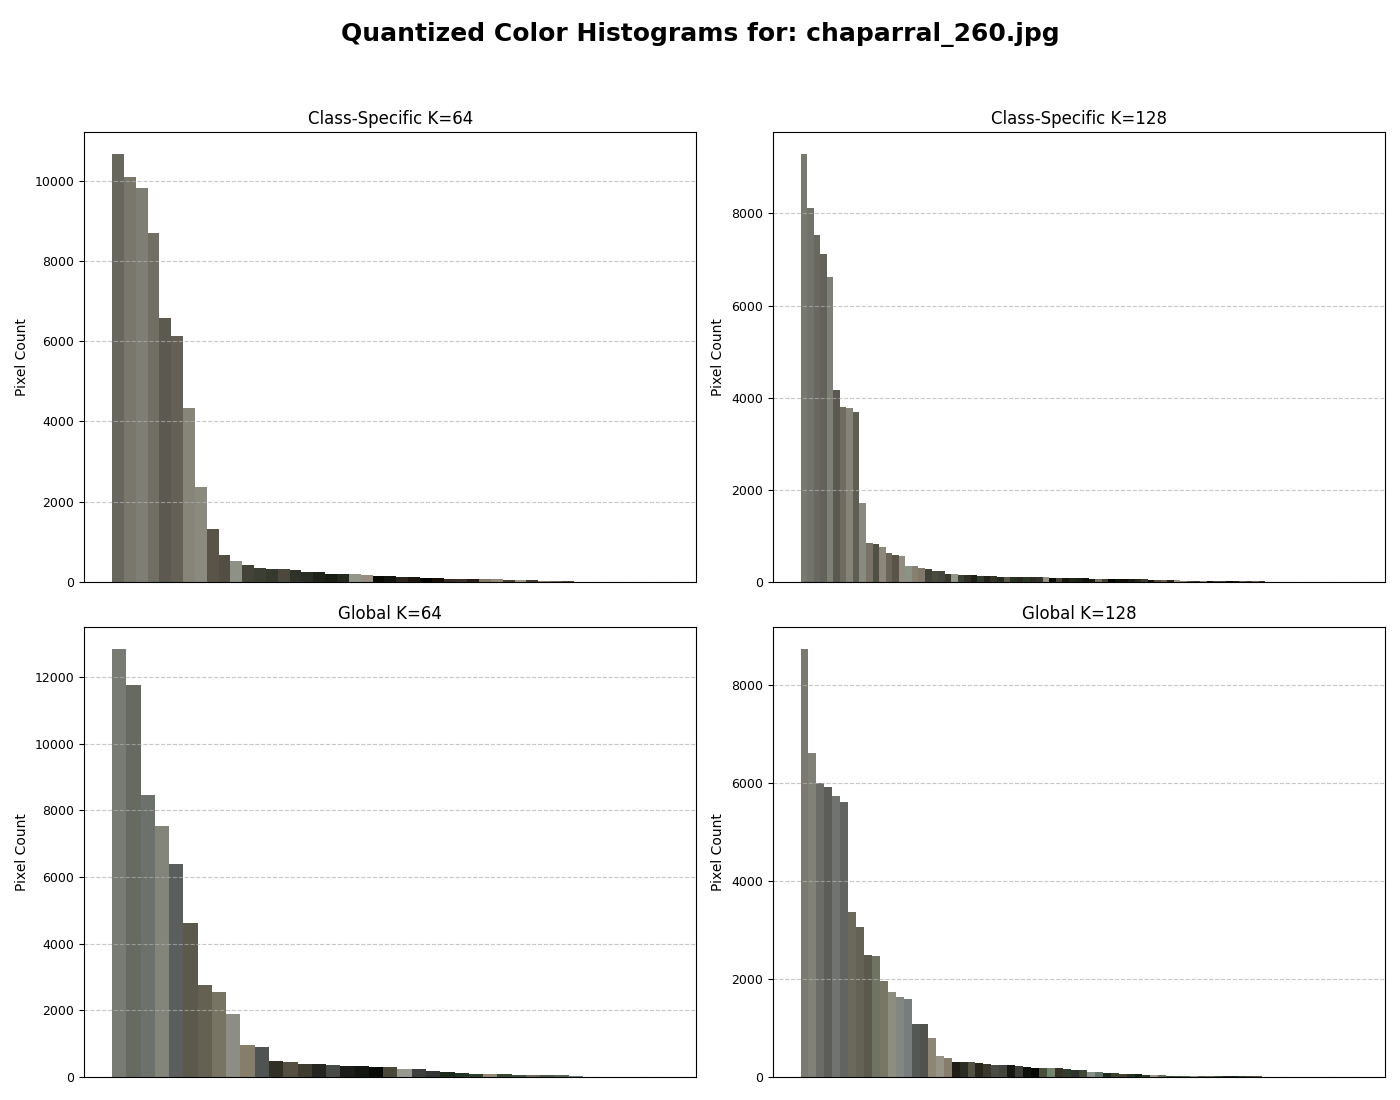 Quantized Color Histograms for: chaparral_260.jpg
Class-Specific K=64
Class-Specific K=128
10000
8000
6000
4000
2000
0
Pixel Count
8000
6000
4000
2000
0
Pixel Count
Global K=64
Global K=128
12000
10000
8000
6000
4000
2000
0
Pixel Count
8000
6000
4000
2000
0
Pixel Count